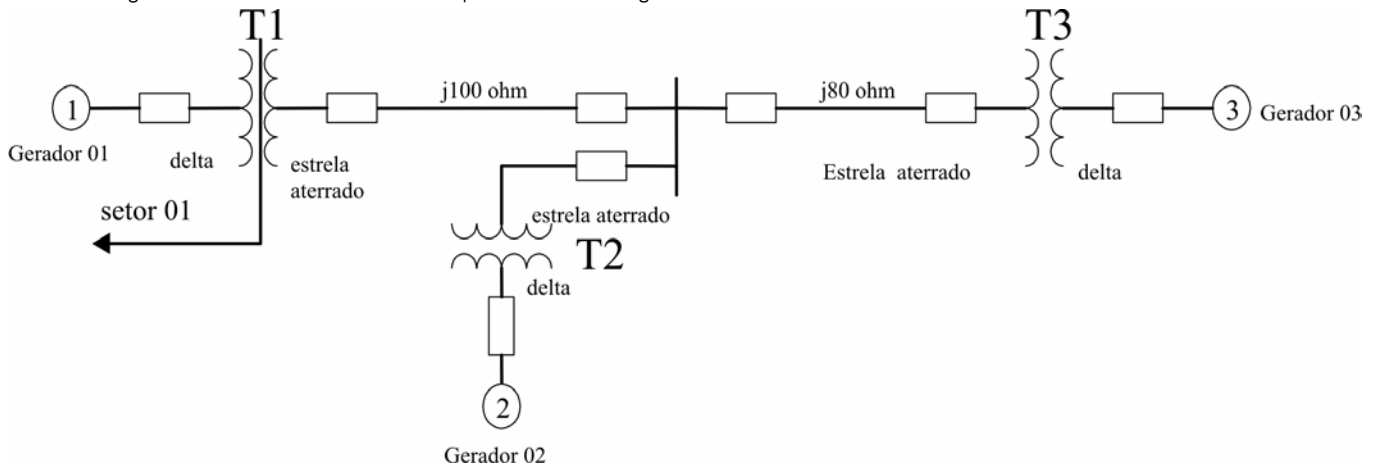 T1
T3
j100 ohm
j80 ohm
1
3
Gerador 01
Gerador 03
delta
estrela
aterrado
Estrela aterrado
delta
setor 01
estrela aterrado
T2
delta
2
Gerador 02